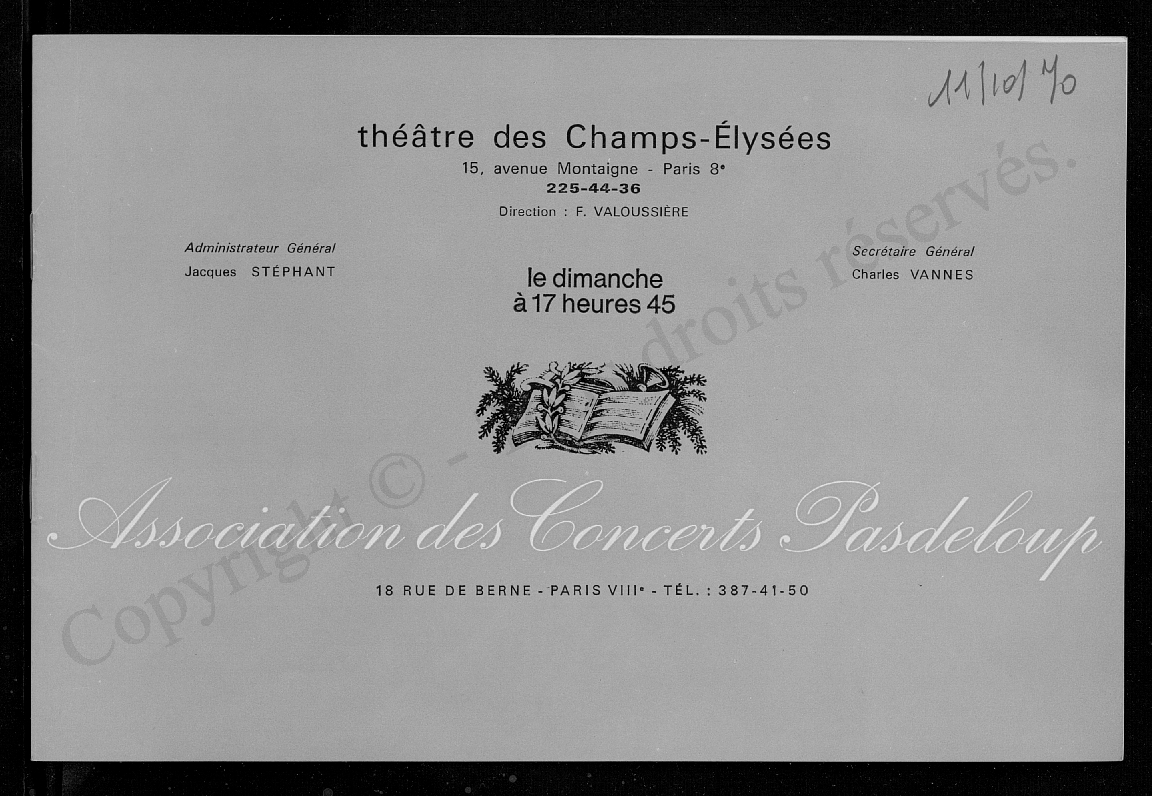 11/10/70
théâtre des Champs-Élysées
15, avenue Montaigne - Paris 8ᵉ
225-44-36
Direction : F. VALOUSSIÈRE
Administrateur Général
Jacques STÉPHANT
Secrétaire Général
Charles VANNES
le dimanche
à 17 heures 45
Association des Concerts Pasdeloup
18 RUE DE BERNE - PARIS VIIIᵉ - TÉL. : 387-41-50
Copyright © - droits réservés.